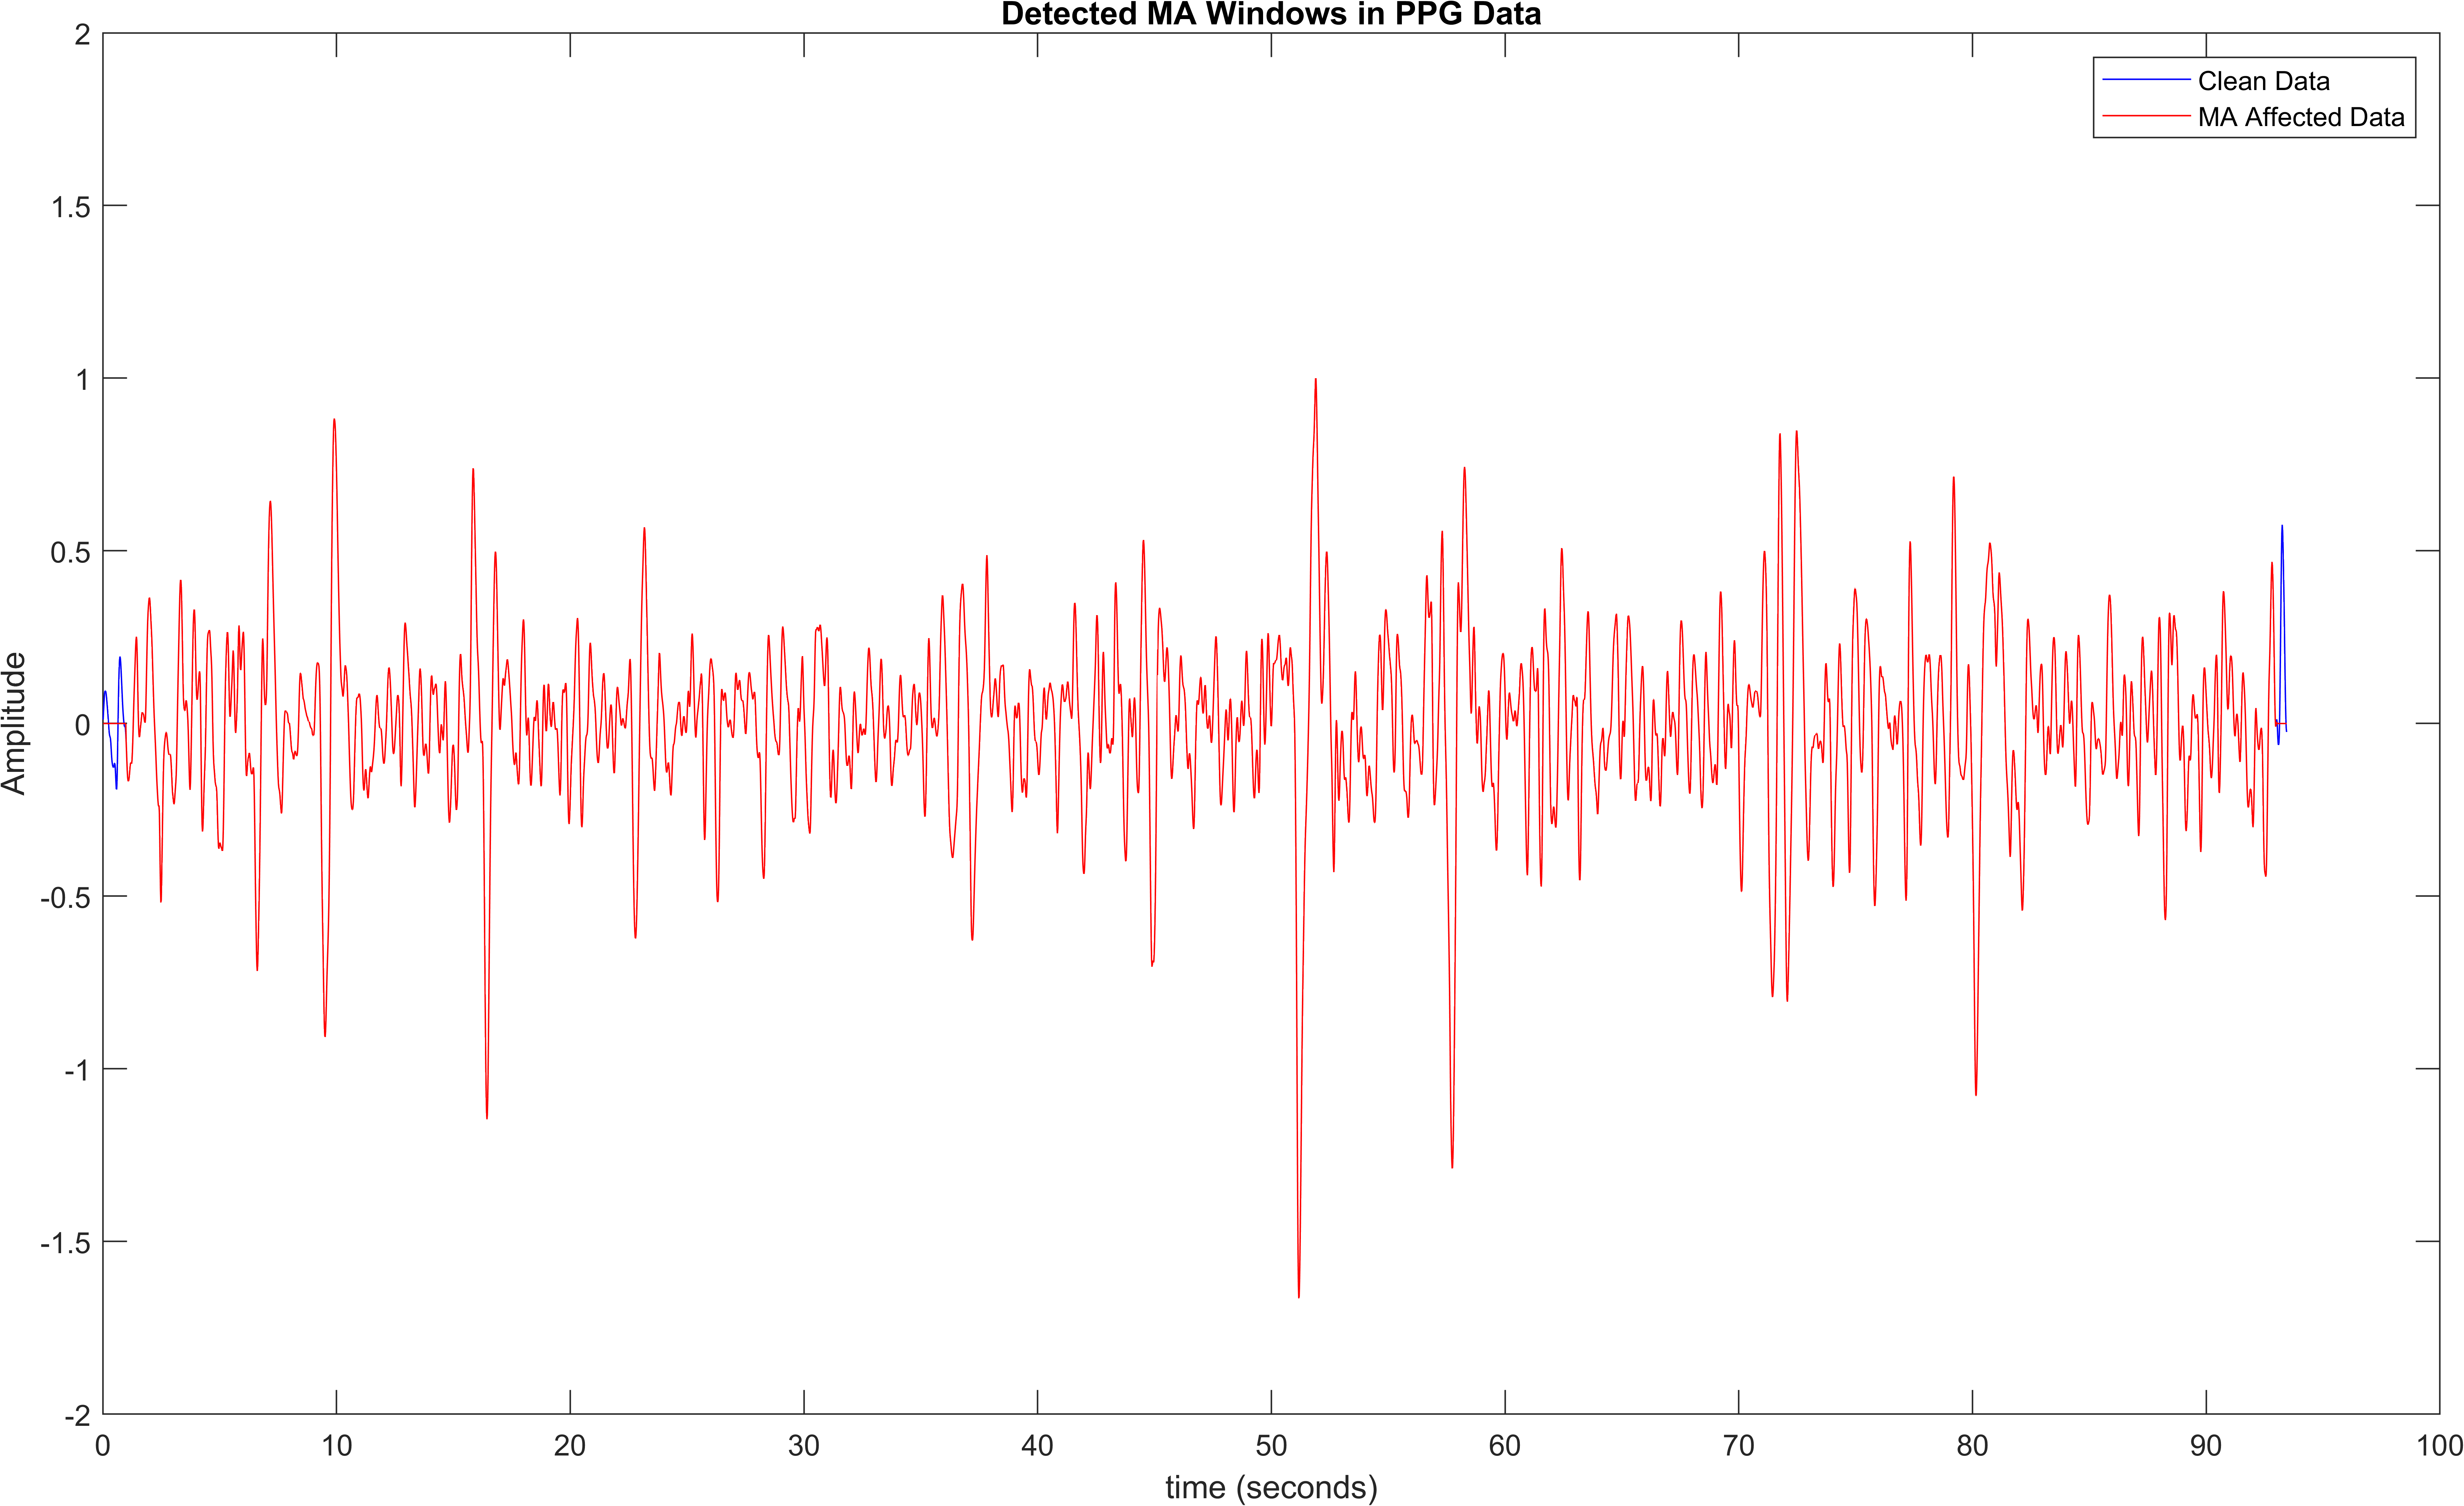 Detected MA Windows in PPG Data
Clean Data
MA Affected Data
2
1.5
1
0.5
0
-0.5
-1
-1.5
-2
Amplitude
0 10 20 30 40 50 60 70 80 90 100
time (seconds)